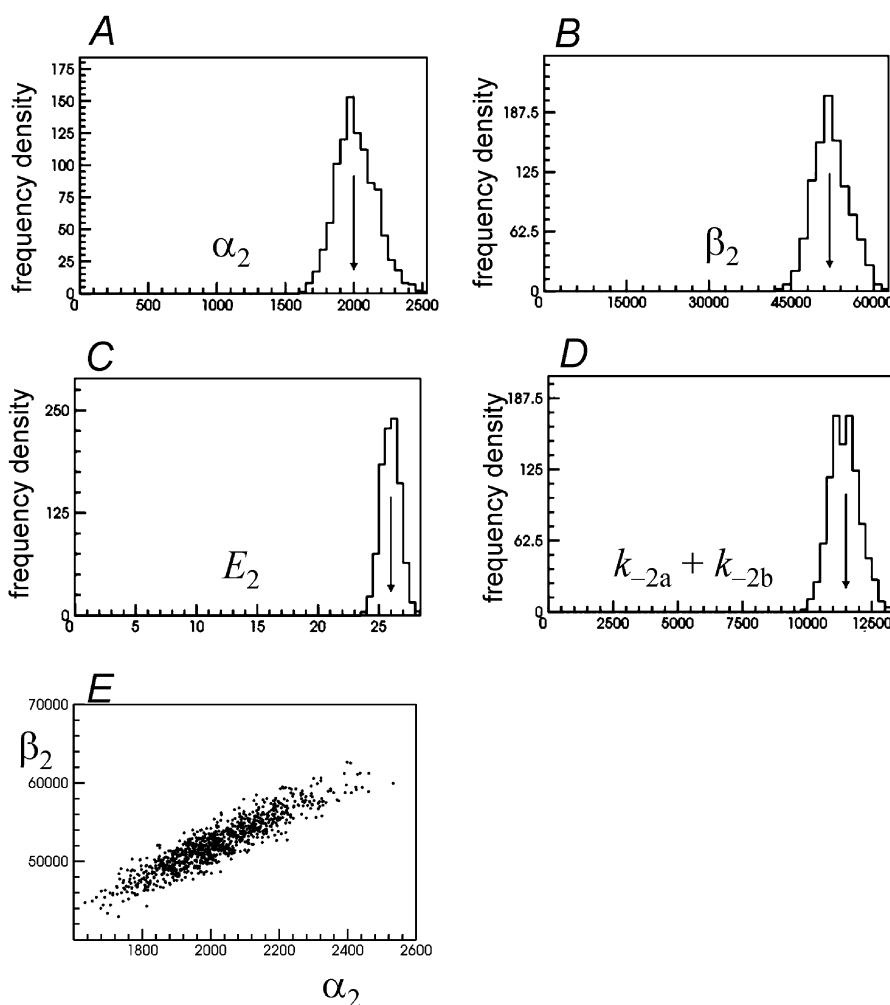 A
frequency density
175
150
125
100
75
50
25
0
α₂
0 500 1000 1500 2000 2500
B
frequency density
187.5
125
62.5
0
β₂
0 15000 30000 45000 60000
C
frequency density
250
125
0
E₂
0 5 10 15 20 25
D
frequency density
187.5
125
62.5
0
k₋₂ₐ + k₋₂b
0 2500 5000 7500 10000 12500
E
β₂
70000
60000
50000
1800 2000 2200 2400 2600
α₂